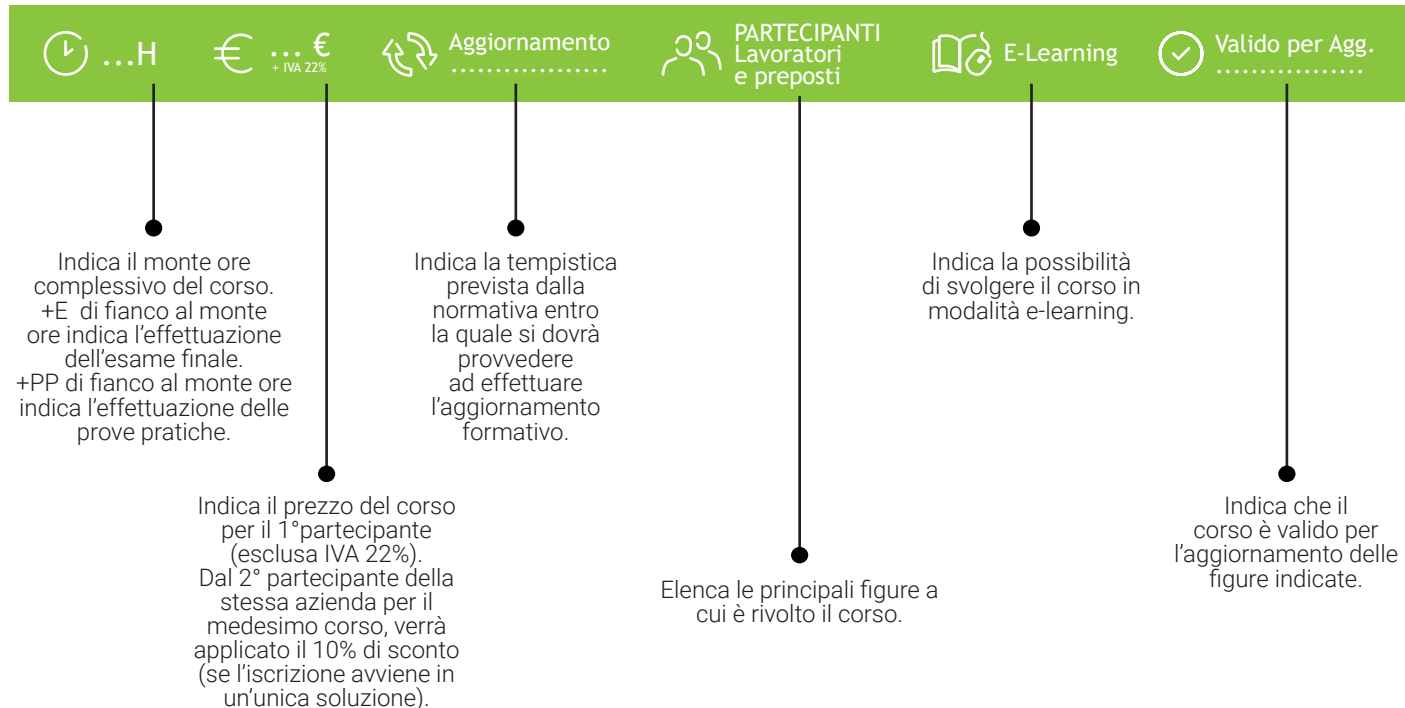 ...H
... €
+ IVA 22%
Aggiornamento
................
PARTECIPANTI
Lavoratori
e preposti
E-Learning
Valido per Agg.
................
Indica il monte ore
complessivo del corso.
+E di fianco al monte
ore indica l'effettuazione
dell'esame finale.
+PP di fianco al monte ore
indica l'effettuazione delle
prove pratiche.
Indica la tempistica
prevista dalla
normativa entro
la quale si dovrà
provvedere
ad effettuare
l'aggiornamento
formativo.
Indica la possibilità
di svolgere il corso in
modalità e-learning.
Indica il prezzo del corso
per il 1°partecipante
(esclusa IVA 22%).
Dal 2° partecipante della
stessa azienda per il
medesimo corso, verrà
applicato il 10% di sconto
(se l'iscrizione avviene in
un'unica soluzione).
Elenca le principali figure a
cui è rivolto il corso.
Indica che il
corso è valido per
l'aggiornamento delle
figure indicate.